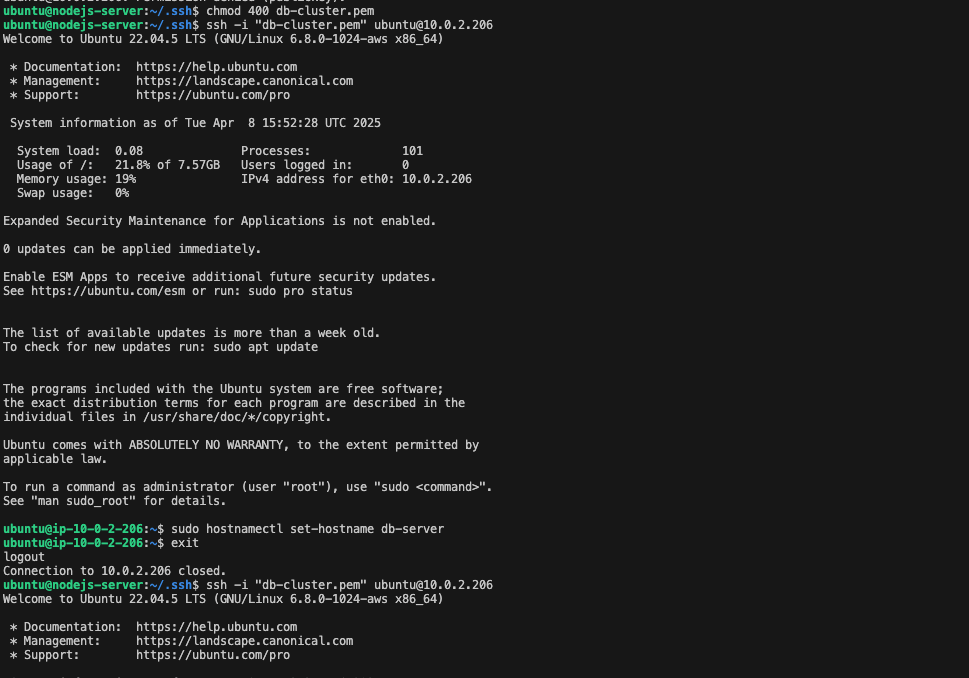 ubuntu@nodejs-server:~/.ssh$ chmod 400 db-cluster.pem
ubuntu@nodejs-server:~/.ssh$ ssh -i "db-cluster.pem" ubuntu@10.0.2.206
Welcome to Ubuntu 22.04.5 LTS (GNU/Linux 6.8.0-1024-aws x86_64)

 * Documentation:  https://help.ubuntu.com
 * Management:     https://landscape.canonical.com
 * Support:        https://ubuntu.com/pro

 System information as of Tue Apr  8 15:52:28 UTC 2025

  System load:  0.08              Processes:             101
  Usage of /:   21.8% of 7.57GB   Users logged in:       0
  Memory usage: 19%               IPv4 address for eth0: 10.0.2.206
  Swap usage:   0%

Expanded Security Maintenance for Applications is not enabled.

0 updates can be applied immediately.

Enable ESM Apps to receive additional future security updates.
See https://ubuntu.com/esm or run: sudo pro status


The list of available updates is more than a week old.
To check for new updates run: sudo apt update


The programs included with the Ubuntu system are free software;
the exact distribution terms for each program are described in the
individual files in /usr/share/doc/*/copyright.

Ubuntu comes with ABSOLUTELY NO WARRANTY, to the extent permitted by
applicable law.

To run a command as administrator (user "root"), use "sudo <command>".
See "man sudo_root" for details.

ubuntu@ip-10-0-2-206:~$ sudo hostnamectl set-hostname db-server
ubuntu@ip-10-0-2-206:~$ exit
logout
Connection to 10.0.2.206 closed.
ubuntu@nodejs-server:~/.ssh$ ssh -i "db-cluster.pem" ubuntu@10.0.2.206
Welcome to Ubuntu 22.04.5 LTS (GNU/Linux 6.8.0-1024-aws x86_64)

 * Documentation:  https://help.ubuntu.com
 * Management:     https://landscape.canonical.com
 * Support:        https://ubuntu.com/pro